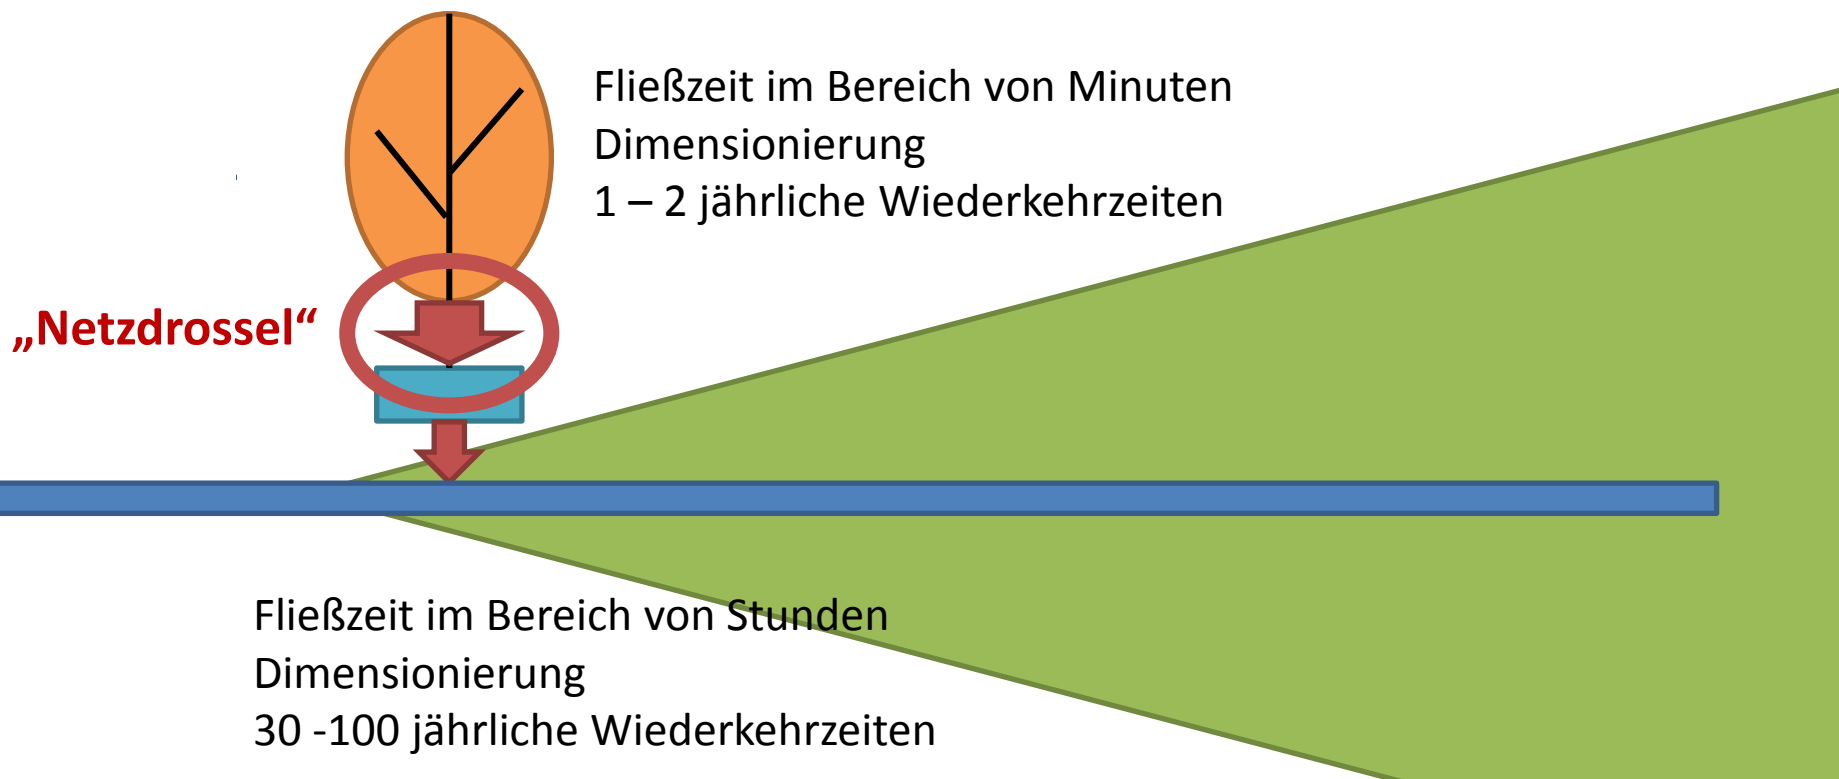 Fließzeit im Bereich von Minuten
Dimensionierung
1 – 2 jährliche Wiederkehrzeiten
„Netzdrossel“
Fließzeit im Bereich von Stunden
Dimensionierung
30 -100 jährliche Wiederkehrzeiten